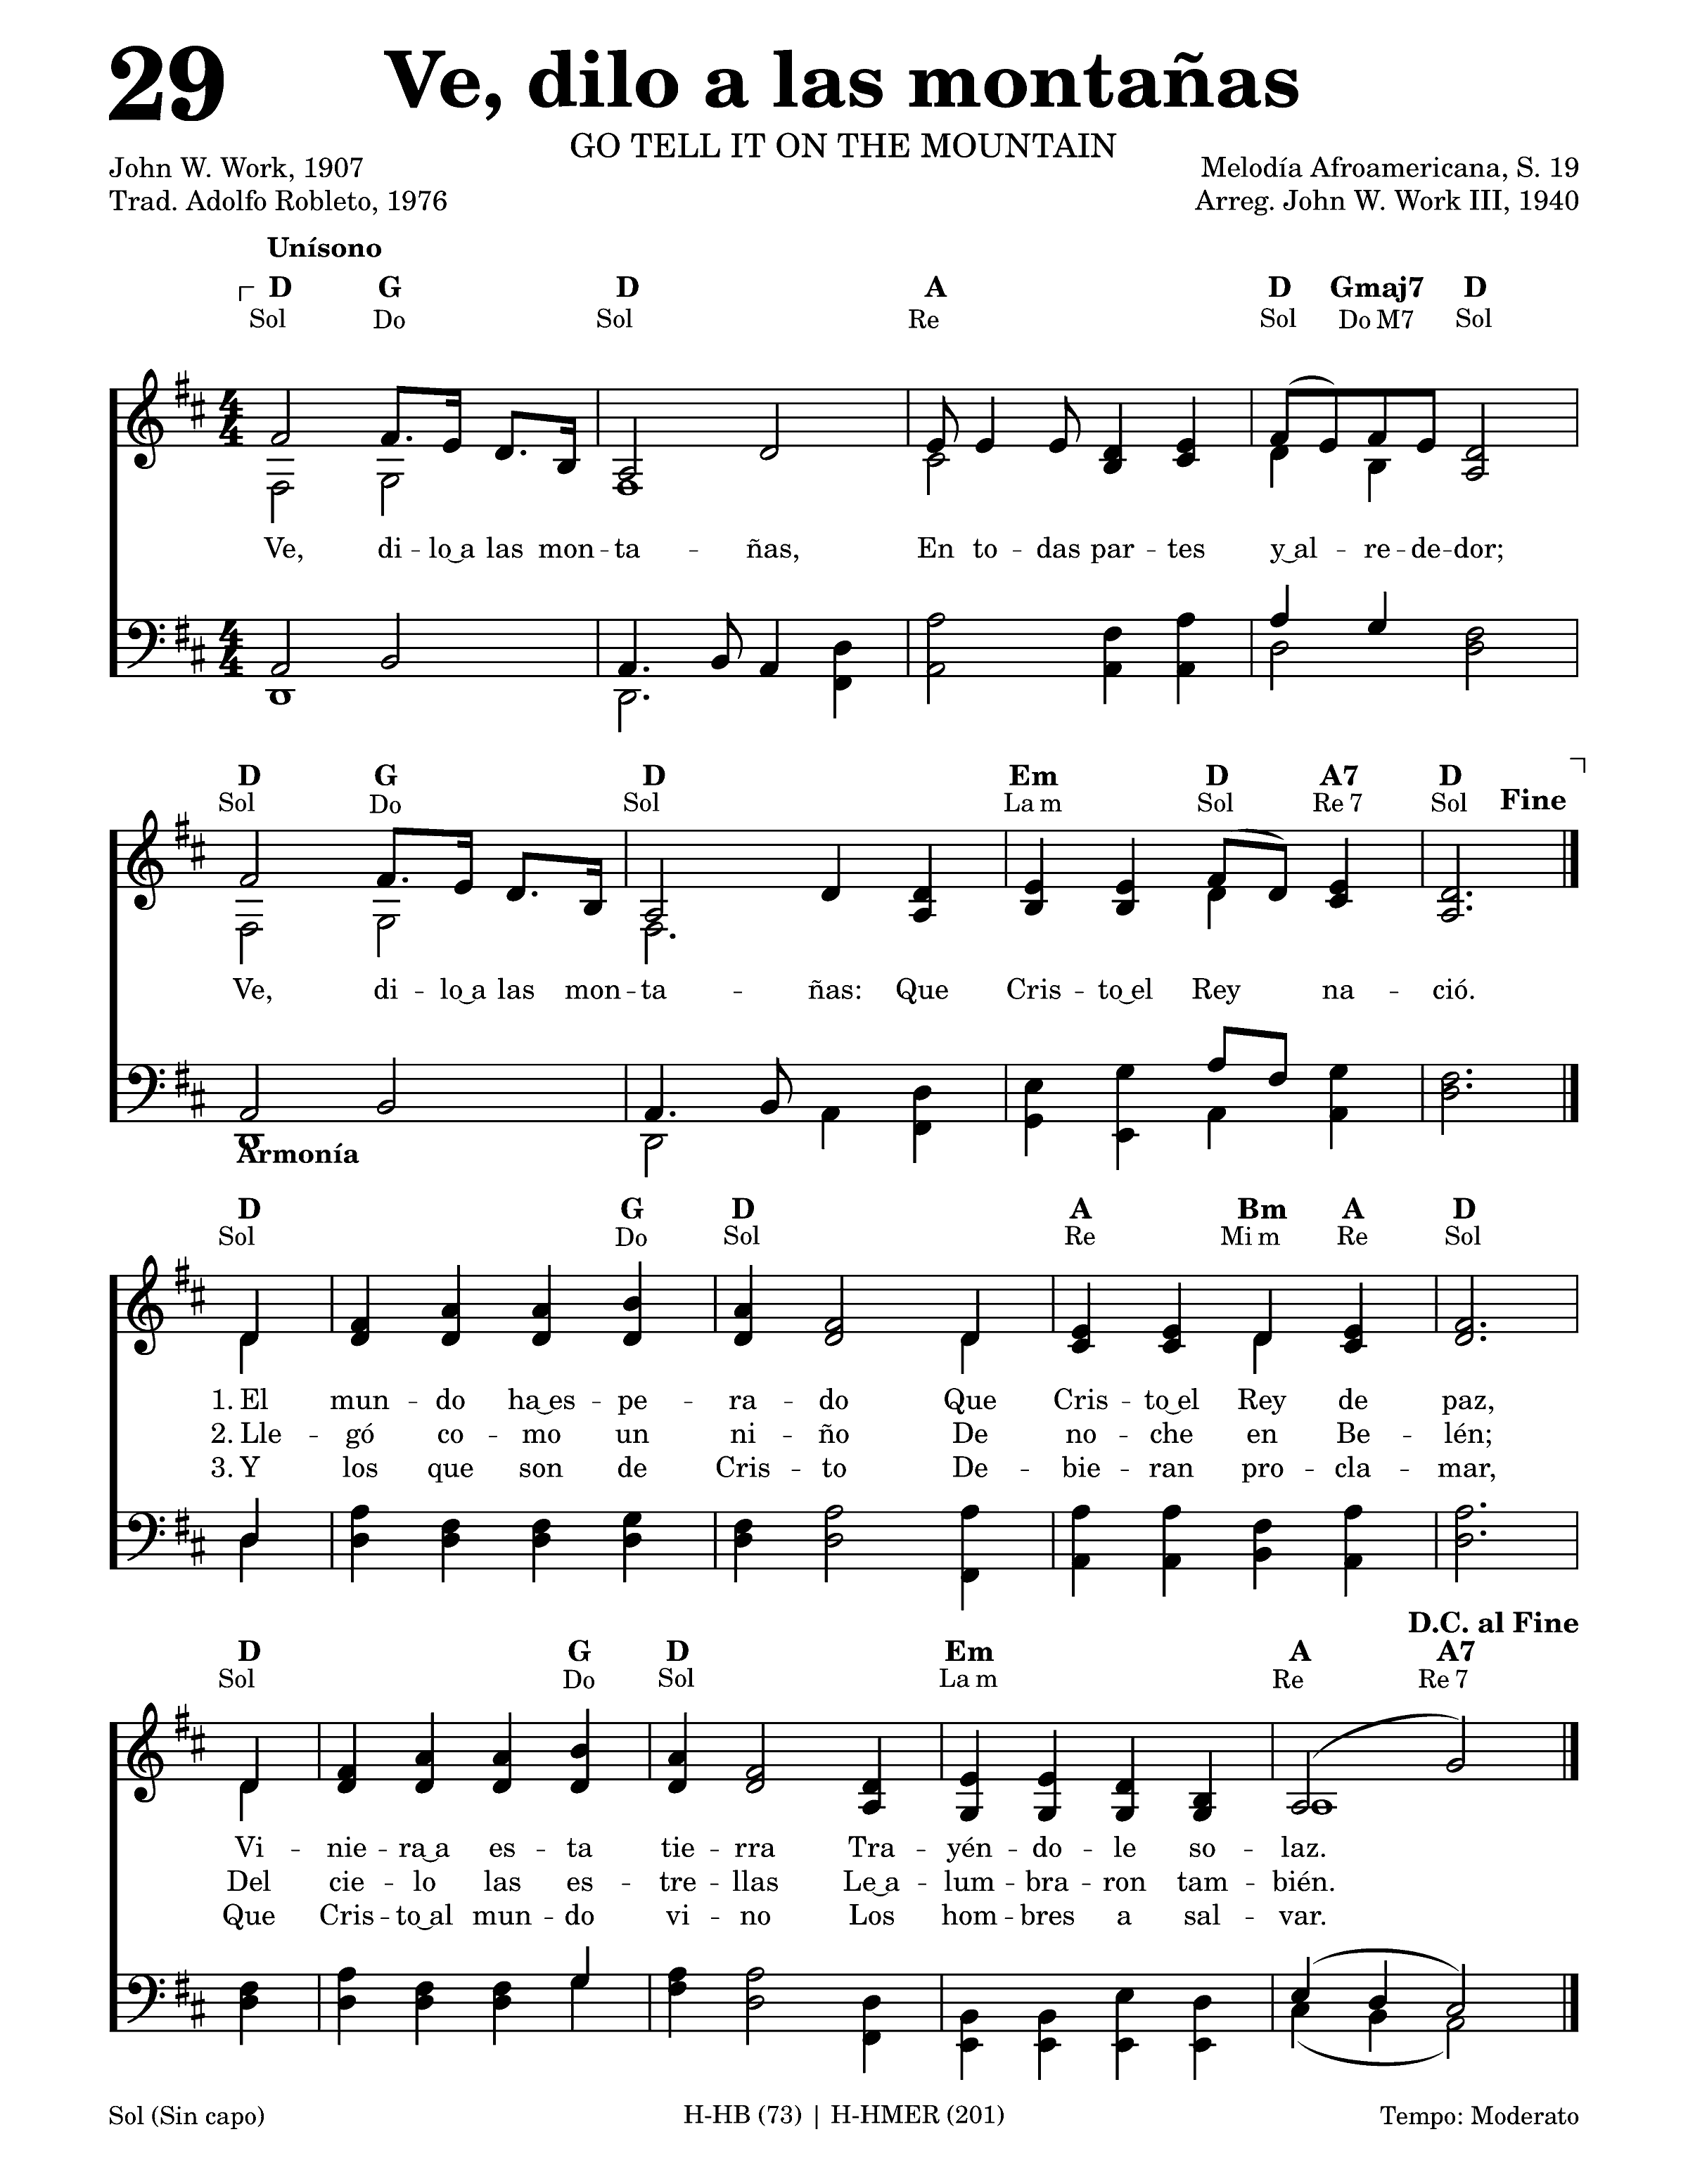 29 Ve, dilo a las montañas
GO TELL IT ON THE MOUNTAIN
John W. Work, 1907 Melodía Afroamericana, S. 19
Trad. Adolfo Robleto, 1976 Arreg. John W. Work III, 1940
Unísono
D G D A D Gmaj7 D
Sol Do Sol Re Sol Do M7 Sol
4 4
Ve, di - lo‿a las mon - ta - ñas, En to - das par - tes y‿al - re - de - dor;
4 4
D G D Em D A7 D
Sol Do Sol La m Sol Re 7 Sol Fine
Ve, di - lo‿a las mon - ta - ñas: Que Cris - to‿el Rey na - ció.
Armonía
D G D A Bm A D
Sol Do Sol Re Mi m Re Sol
1. El mun - do ha‿es - pe - ra - do Que Cris - to‿el Rey de paz,
2. Lle - gó co - mo un ni - ño De no - che en Be - lén;
3. Y los que son de Cris - to De - bie - ran pro - cla - mar,
D.C. al Fine
D G D Em A A7
Sol Do Sol La m Re Re 7
Vi - nie - ra‿a es - ta tie - rra Tra - yén - do - le so - laz.
Del cie - lo las es - tre - llas Le‿a - lum - bra - ron tam - bién.
Que Cris - to‿al mun - do vi - no Los hom - bres a sal - var.
Sol (Sin capo) H-HB (73) | H-HMER (201) Tempo: Moderato